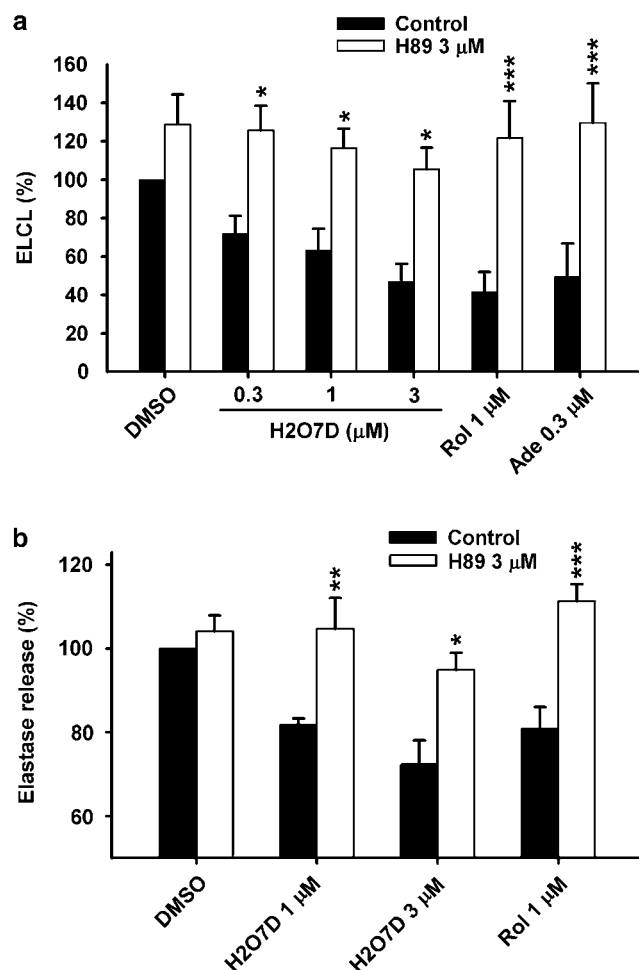 a
Control
H89 3 μM
160
140
120
100
80
60
40
20
0
ELCL (%)
*
*
*
***
***
DMSO
0.3
1
3
H2O7D (μM)
Rol 1 μM
Ade 0.3 μM
b
Control
H89 3 μM
120
100
80
60
Elastase release (%)
**
*
***
DMSO
H2O7D 1 μM
H2O7D 3 μM
Rol 1 μM